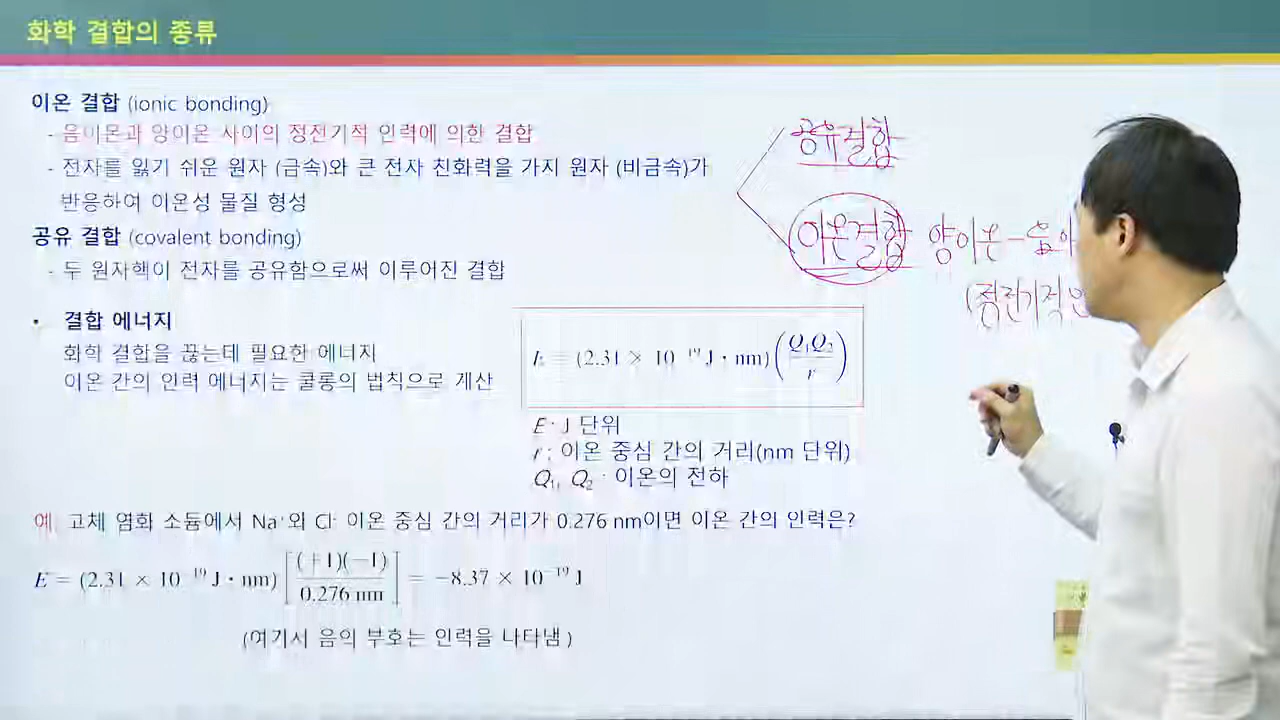 화학 결합의 종류
이온 결합 (ionic bonding)
- 음이온과 양이온 사이의 정전기적 인력에 의한 결합
- 전자를 잃기 쉬운 원자 (금속)와 큰 전자 친화력을 가지 원자 (비금속)가
반응하여 이온성 물질 형성
공유 결합 (covalent bonding)
- 두 원자핵이 전자를 공유함으로써 이루어진 결합
• 결합 에너지
화학 결합을 끊는데 필요한 에너지
이온 간의 인력 에너지는 쿨롱의 법칙으로 계산
E = (2.31 × 10⁻¹⁹ J · nm)(Q₁Q₂/r)
E : J 단위
r : 이온 중심 간의 거리(nm 단위)
Q₁, Q₂ : 이온의 전하
공유결합
이온결합 양이온 - 음이
(정전기적 인
예. 고체 염화 소듐에서 Na⁺와 Cl⁻ 이온 중심 간의 거리가 0.276 nm이면 이온 간의 인력은?
E = (2.31 × 10⁻¹⁹ J · nm) [(+1)(−1)/0.276 nm] = −8.37 × 10⁻¹⁹ J
(여기서 음의 부호는 인력을 나타냄)